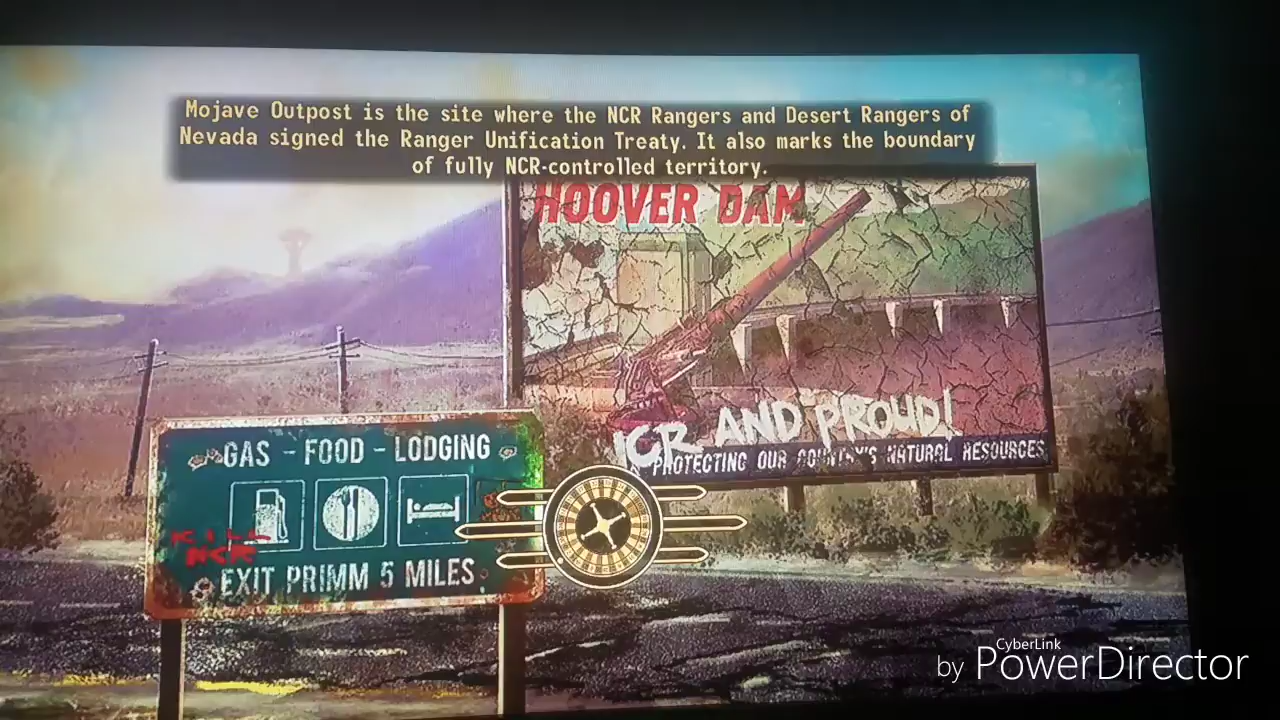 Mojave Outpost is the site where the NCR Rangers and Desert Rangers of
Nevada signed the Ranger Unification Treaty. It also marks the boundary
of fully NCR-controlled territory.
HOOVER DAM
NCR AND PROUD!
PROTECTING OUR COUNTRY'S NATURAL RESOURCES
GAS - FOOD - LODGING
KILL
NCR
EXIT PRIMM 5 MILES
CyberLink
by PowerDirector